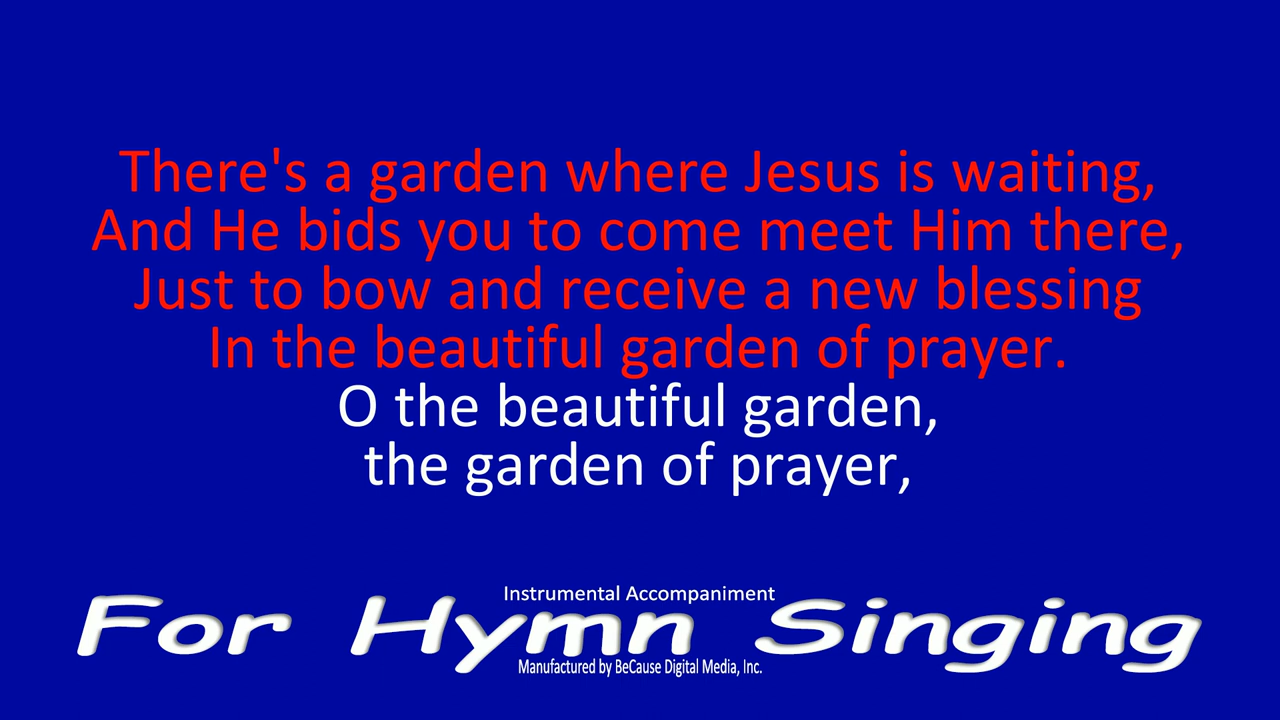 There's a garden where Jesus is waiting,
And He bids you to come meet Him there,
Just to bow and receive a new blessing
In the beautiful garden of prayer.
O the beautiful garden,
the garden of prayer,
Instrumental Accompaniment
For Hymn Singing
Manufactured by BeCause Digital Media, Inc.